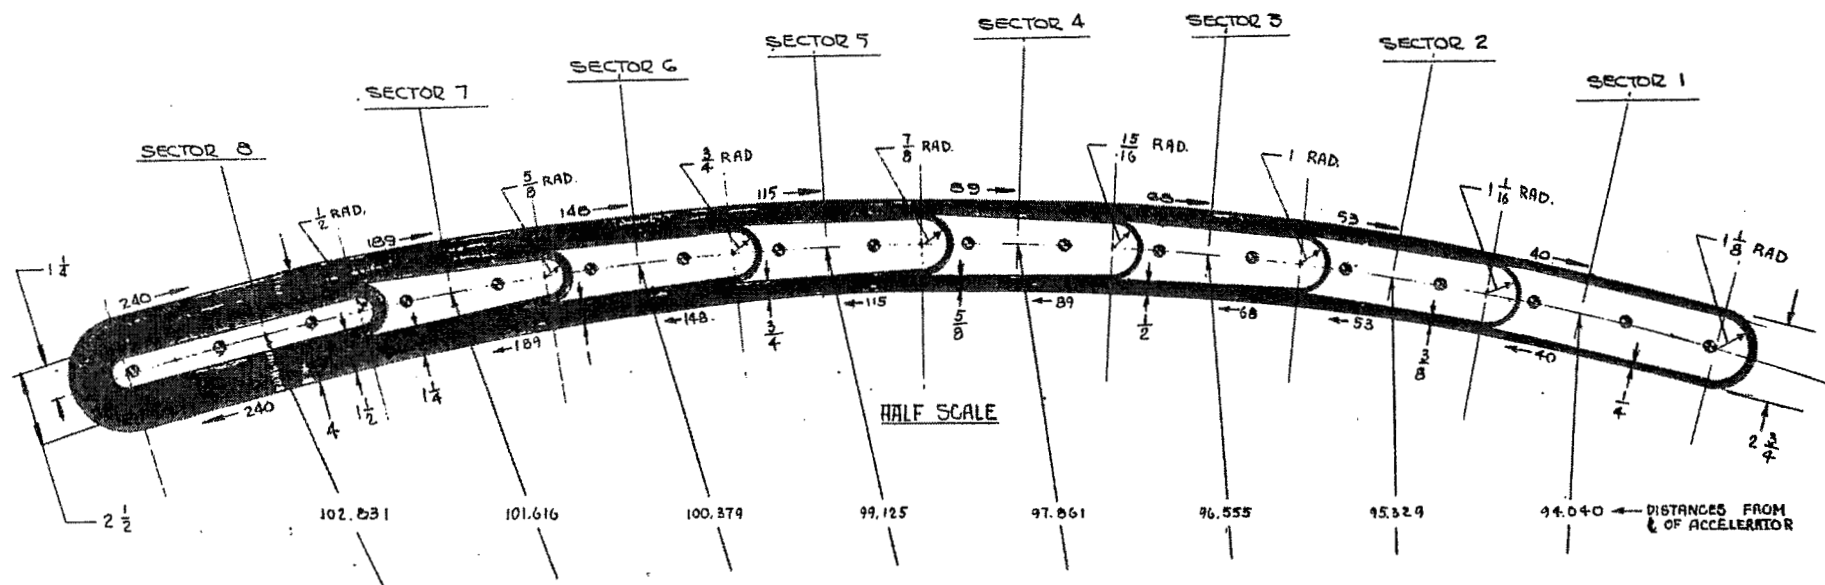 SECTOR 8
SECTOR 7
SECTOR 6
SECTOR 5
SECTOR 4
SECTOR 3
SECTOR 2
SECTOR 1
1/2 RAD.
5/8 RAD.
3/4 RAD
7/8 RAD.
15/16 RAD.
1 RAD.
1 1/16 RAD.
1 1/8 RAD
240
189
148
115
89
68
53
40
240
189
148
115
89
68
53
40
1 1/4
2 1/2
4
1 1/2
1 1/4
1
3/4
5/8
1/2
3/8
1/4
2 3/4
HALF SCALE
102.831
101.616
100.379
99,125
97.861
96.555
95.329
94.040
DISTANCES FROM
℄ OF ACCELERATOR